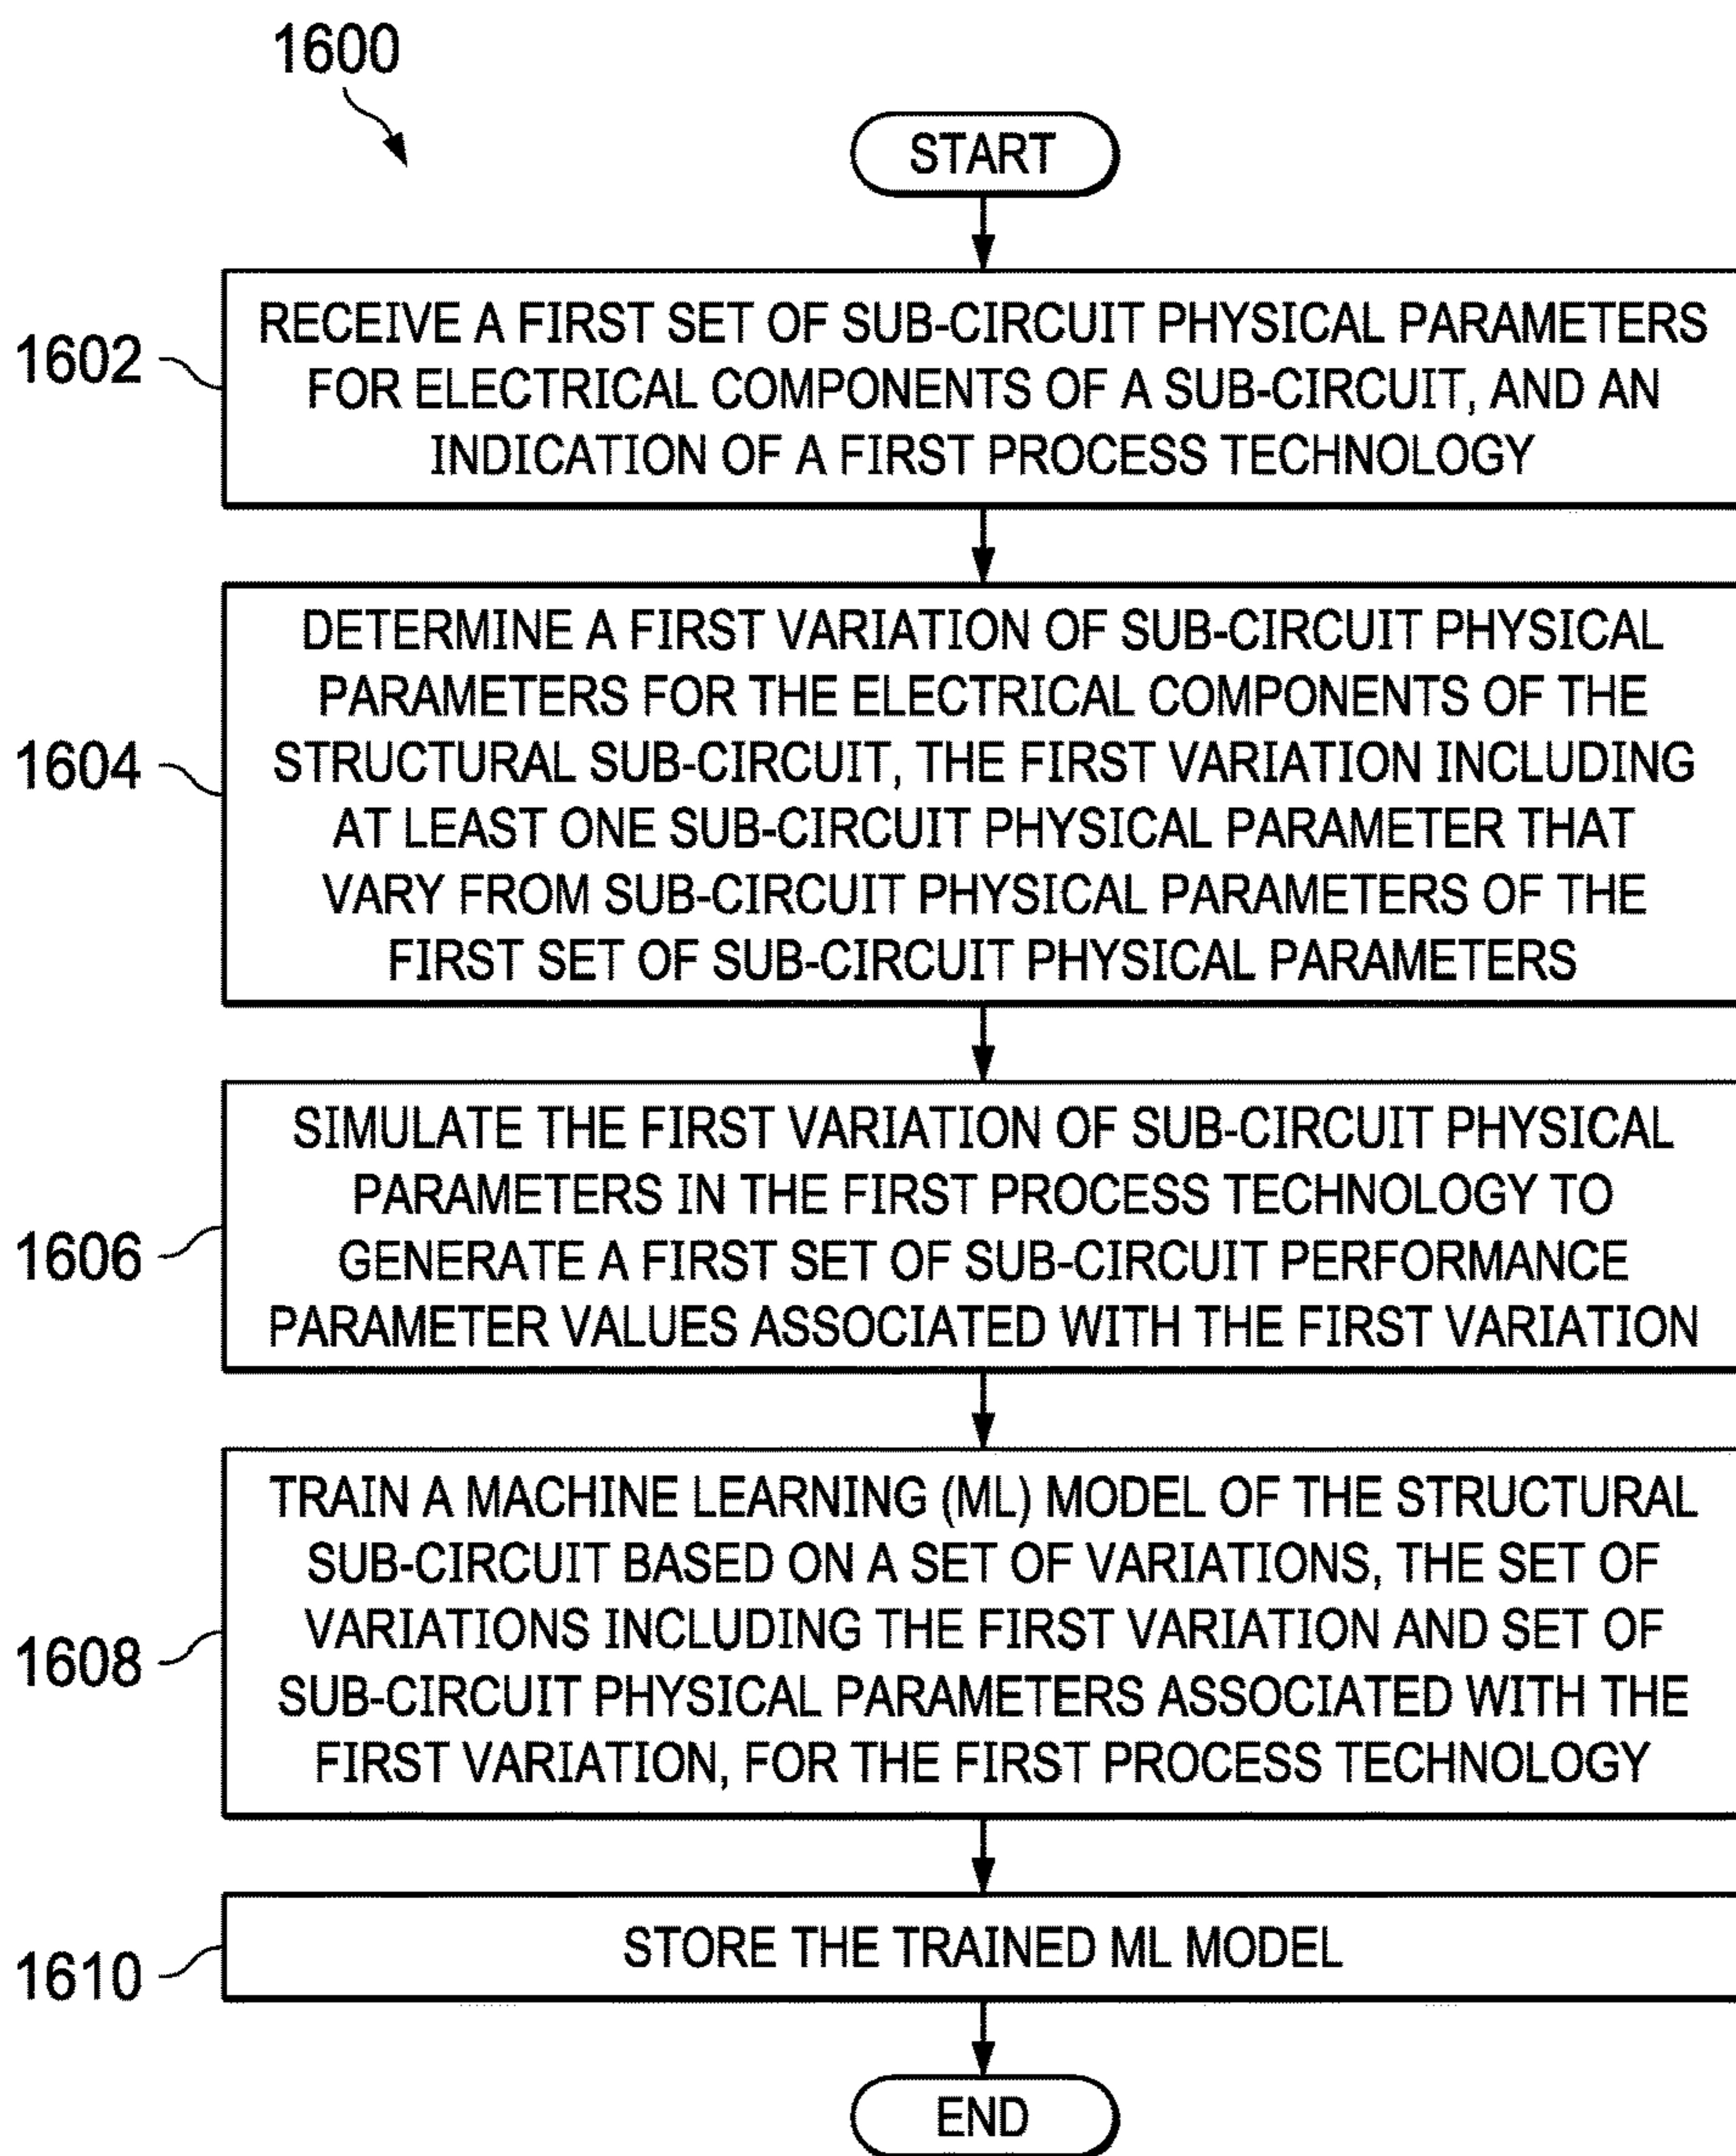 1600
START
1602
RECEIVE A FIRST SET OF SUB-CIRCUIT PHYSICAL PARAMETERS
FOR ELECTRICAL COMPONENTS OF A SUB-CIRCUIT, AND AN
INDICATION OF A FIRST PROCESS TECHNOLOGY
1604
DETERMINE A FIRST VARIATION OF SUB-CIRCUIT PHYSICAL
PARAMETERS FOR THE ELECTRICAL COMPONENTS OF THE
STRUCTURAL SUB-CIRCUIT, THE FIRST VARIATION INCLUDING
AT LEAST ONE SUB-CIRCUIT PHYSICAL PARAMETER THAT
VARY FROM SUB-CIRCUIT PHYSICAL PARAMETERS OF THE
FIRST SET OF SUB-CIRCUIT PHYSICAL PARAMETERS
1606
SIMULATE THE FIRST VARIATION OF SUB-CIRCUIT PHYSICAL
PARAMETERS IN THE FIRST PROCESS TECHNOLOGY TO
GENERATE A FIRST SET OF SUB-CIRCUIT PERFORMANCE
PARAMETER VALUES ASSOCIATED WITH THE FIRST VARIATION
1608
TRAIN A MACHINE LEARNING (ML) MODEL OF THE STRUCTURAL
SUB-CIRCUIT BASED ON A SET OF VARIATIONS, THE SET OF
VARIATIONS INCLUDING THE FIRST VARIATION AND SET OF
SUB-CIRCUIT PHYSICAL PARAMETERS ASSOCIATED WITH THE
FIRST VARIATION, FOR THE FIRST PROCESS TECHNOLOGY
1610
STORE THE TRAINED ML MODEL
END